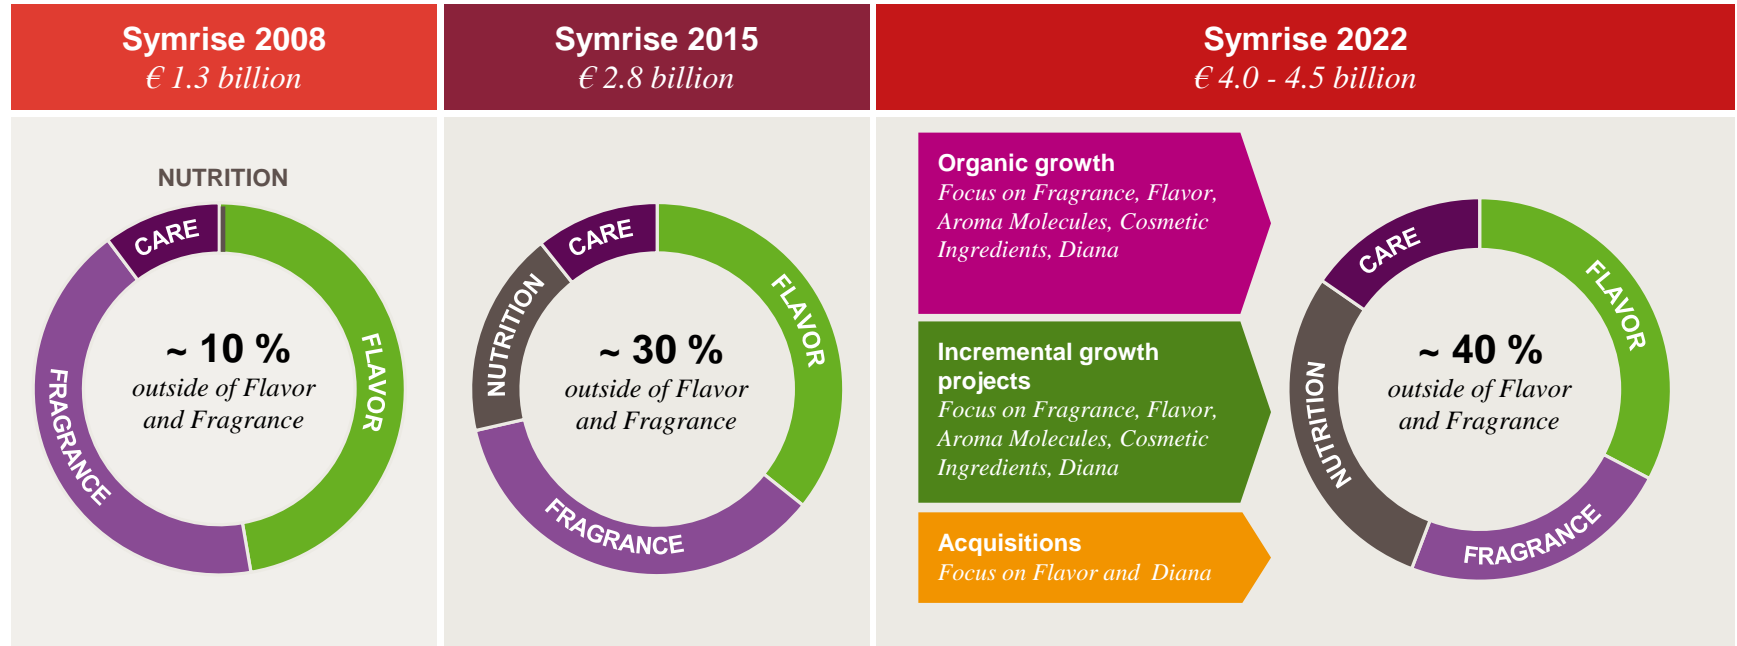 Symrise 2008
€ 1.3 billion
NUTRITION
CARE
FLAVOR
FRAGRANCE
~ 10 %
outside of Flavor
and Fragrance
Symrise 2015
€ 2.8 billion
CARE
FLAVOR
NUTRITION
FRAGRANCE
~ 30 %
outside of Flavor
and Fragrance
Symrise 2022
€ 4.0 - 4.5 billion
Organic growth
Focus on Fragrance, Flavor,
Aroma Molecules, Cosmetic
Ingredients, Diana
Incremental growth
projects
Focus on Fragrance, Flavor,
Aroma Molecules, Cosmetic
Ingredients, Diana
Acquisitions
Focus on Flavor and  Diana
CARE
FLAVOR
NUTRITION
FRAGRANCE
~ 40 %
outside of Flavor
and Fragrance